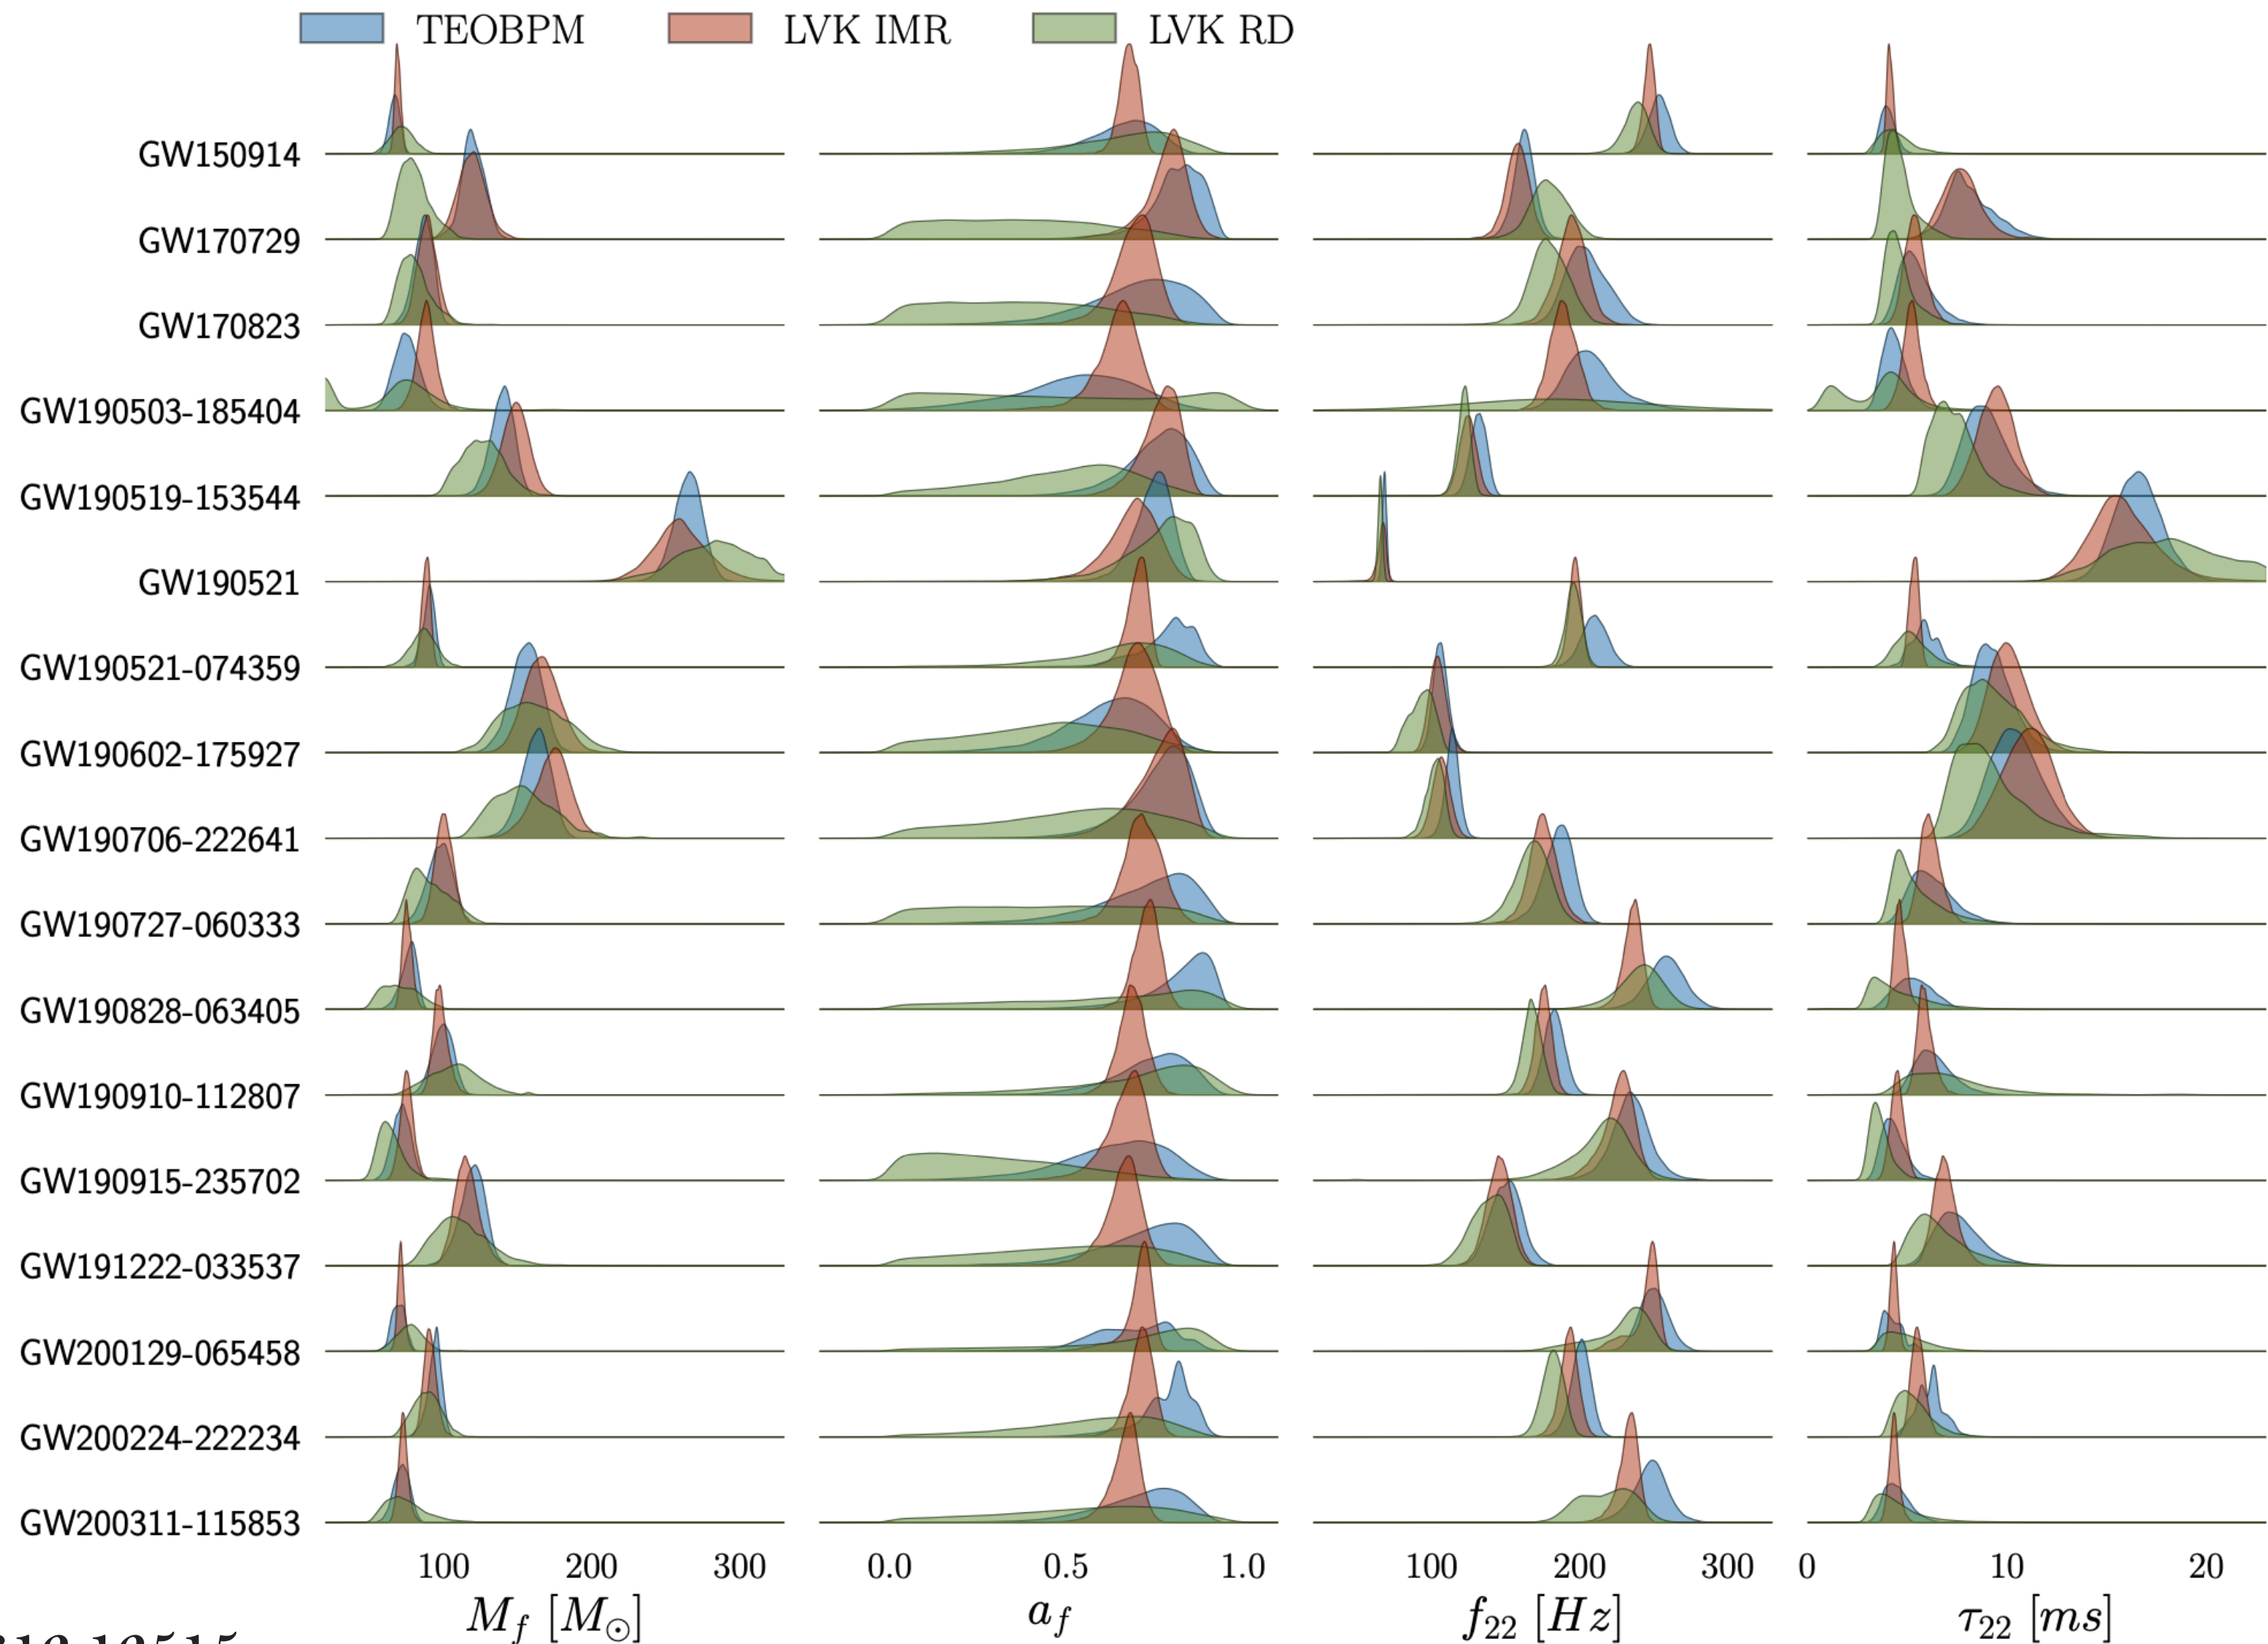 TEOBPM LVK IMR LVK RD
GW150914
GW170729
GW170823
GW190503-185404
GW190519-153544
GW190521
GW190521-074359
GW190602-175927
GW190706-222641
GW190727-060333
GW190828-063405
GW190910-112807
GW190915-235702
GW191222-033537
GW200129-065458
GW200224-222234
GW200311-115853
100 200 300 0.0 0.5 1.0 100 200 300 0 10 20
M_f [M_⊙] a_f f_22 [Hz] τ_22 [ms]